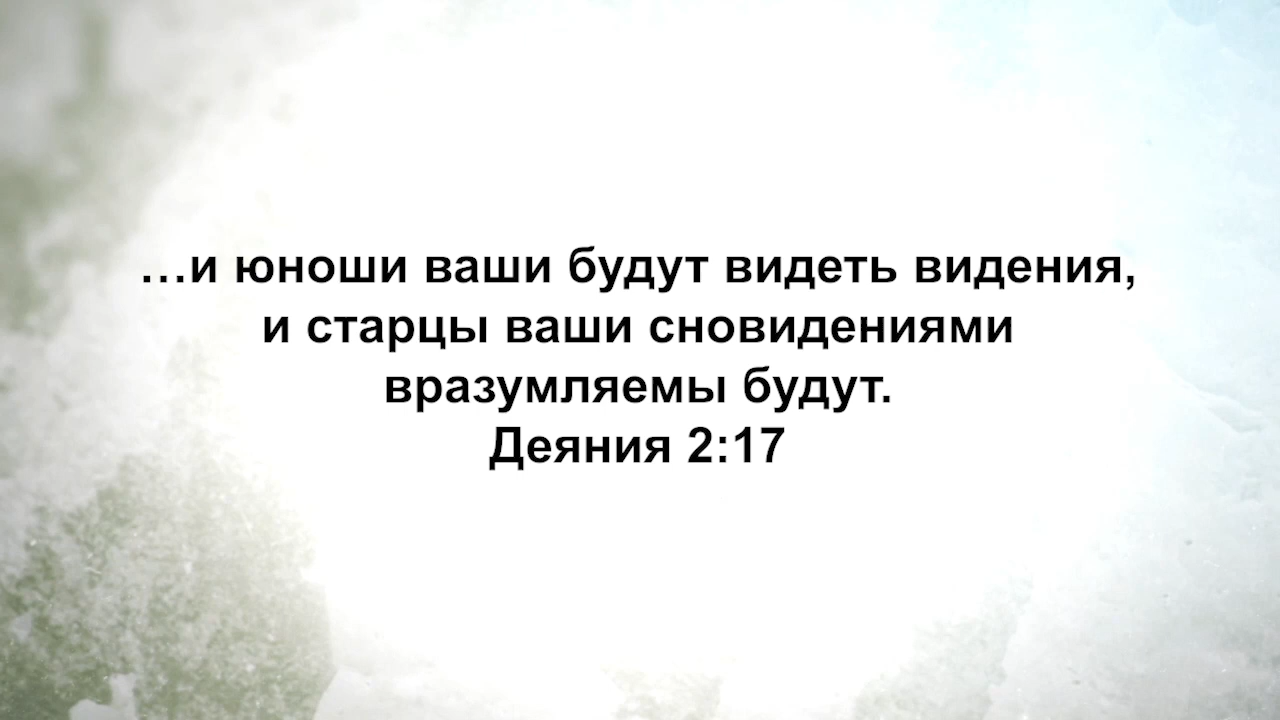 …и юноши ваши будут видеть видения,
и старцы ваши сновидениями
вразумляемы будут.
Деяния 2:17